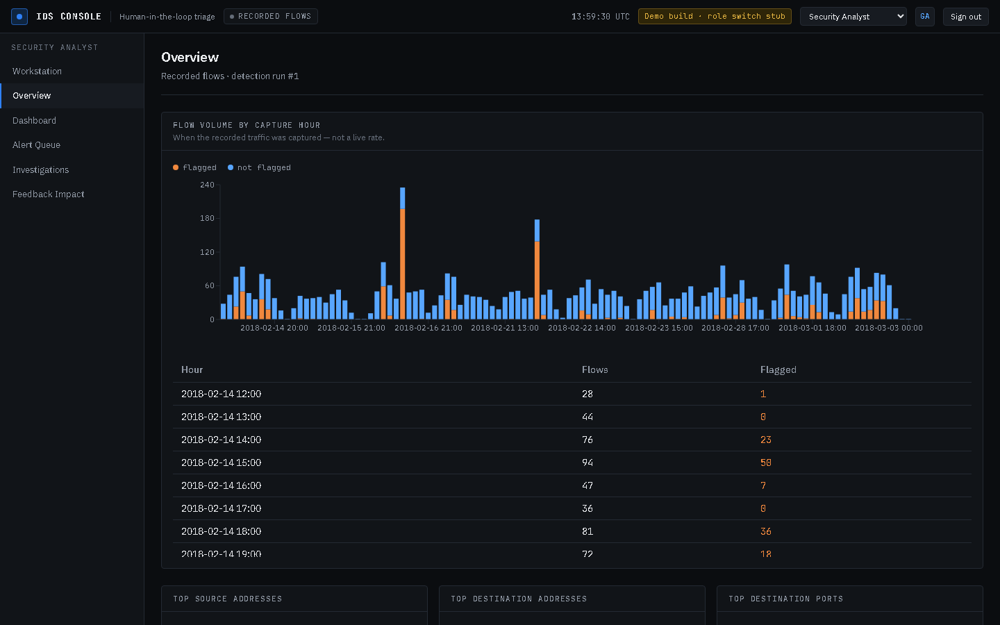 IDS CONSOLE Human-in-the-loop triage RECORDED FLOWS 13:59:30 UTC Demo build · role switch stub Security Analyst GA Sign out
SECURITY ANALYST
Workstation
Overview
Dashboard
Alert Queue
Investigations
Feedback Impact
Overview
Recorded flows · detection run #1
FLOW VOLUME BY CAPTURE HOUR
When the recorded traffic was captured — not a live rate.
flagged not flagged
240
180
120
60
0
2018-02-14 20:00 2018-02-15 21:00 2018-02-16 21:00 2018-02-21 13:00 2018-02-22 14:00 2018-02-23 15:00 2018-02-28 17:00 2018-03-01 18:00 2018-03-03 00:00
Hour Flows Flagged
2018-02-14 12:00 28 1
2018-02-14 13:00 44 0
2018-02-14 14:00 76 23
2018-02-14 15:00 94 50
2018-02-14 16:00 47 7
2018-02-14 17:00 36 0
2018-02-14 18:00 81 36
2018-02-14 19:00 72 18
TOP SOURCE ADDRESSES TOP DESTINATION ADDRESSES TOP DESTINATION PORTS